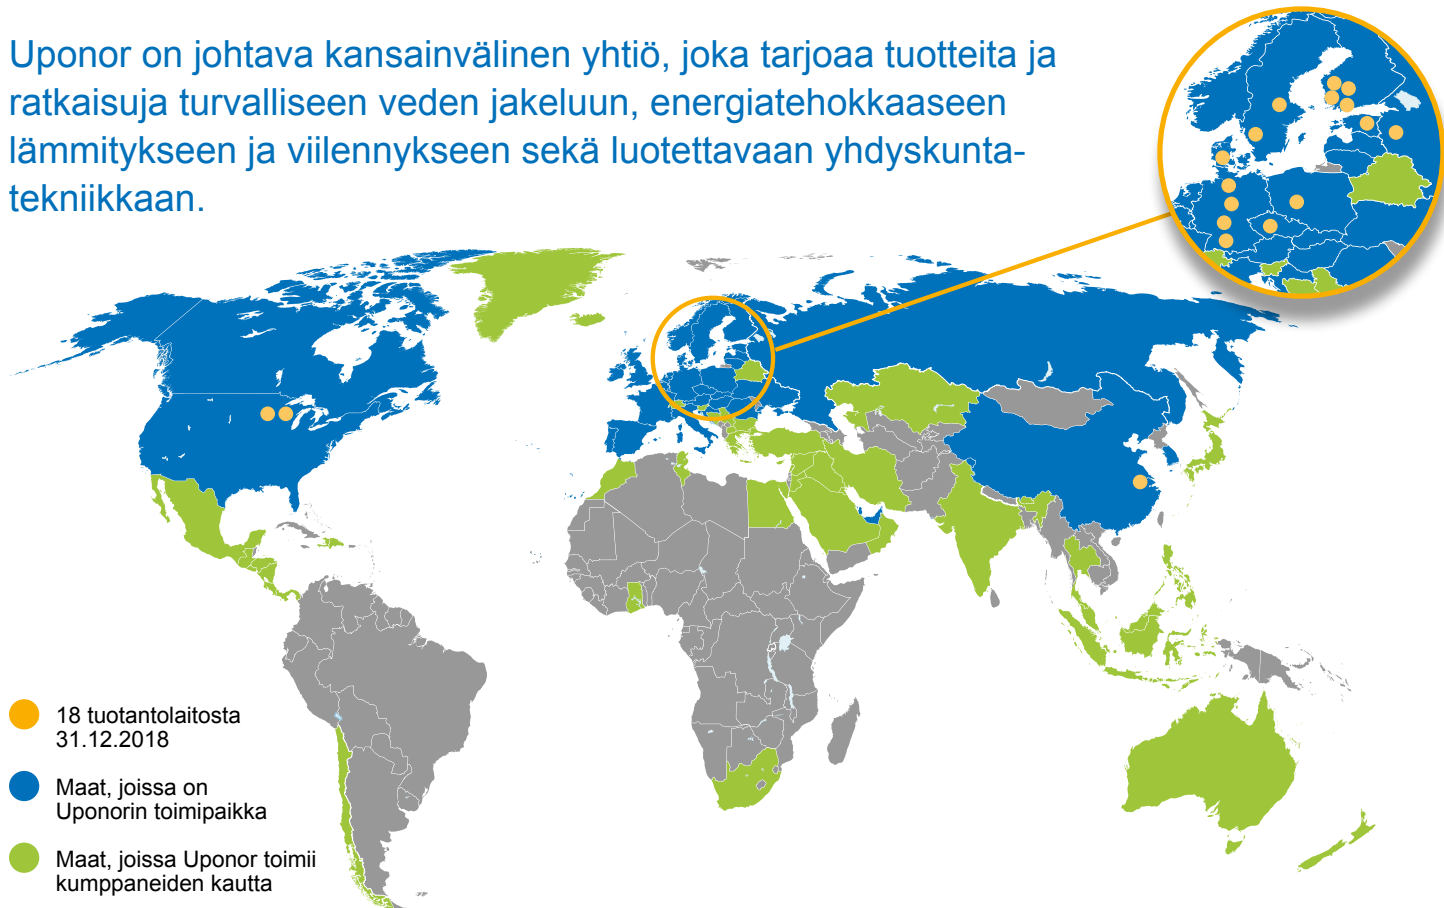 Uponor on johtava kansainvälinen yhtiö, joka tarjoaa tuotteita ja
ratkaisuja turvalliseen veden jakeluun, energiatehokkaaseen
lämmitykseen ja viilennykseen sekä luotettavaan yhdyskunta-
tekniikkaan.
18 tuotantolaitosta
31.12.2018
Maat, joissa on
Uponorin toimipaikka
Maat, joissa Uponor toimii
kumppaneiden kautta